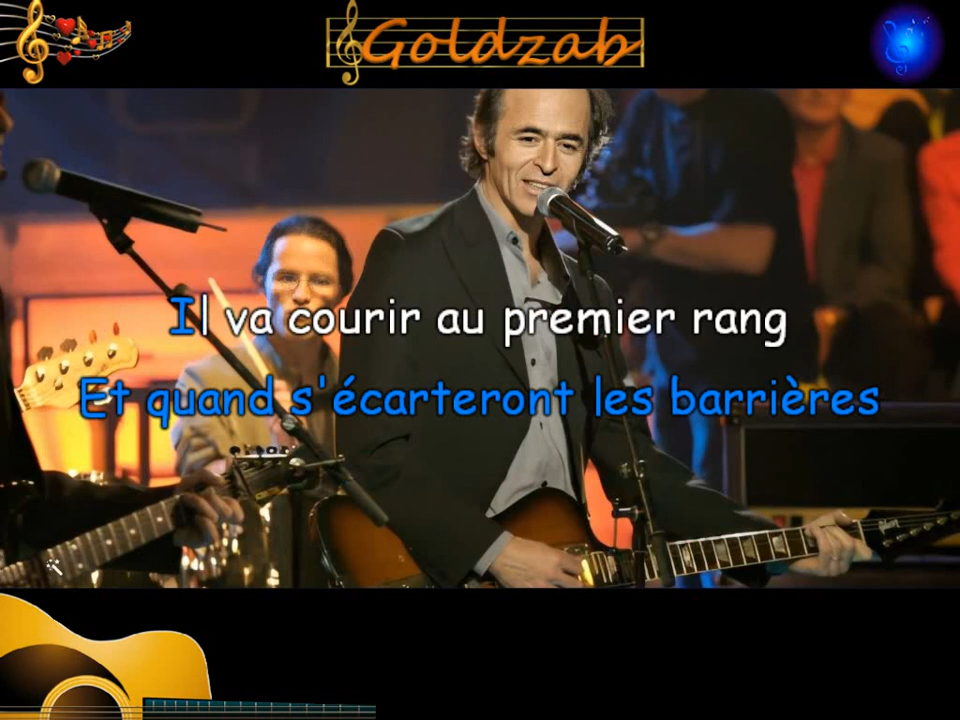 Goldzab
Il va courir au premier rang
Et quand s'écarteront les barrières